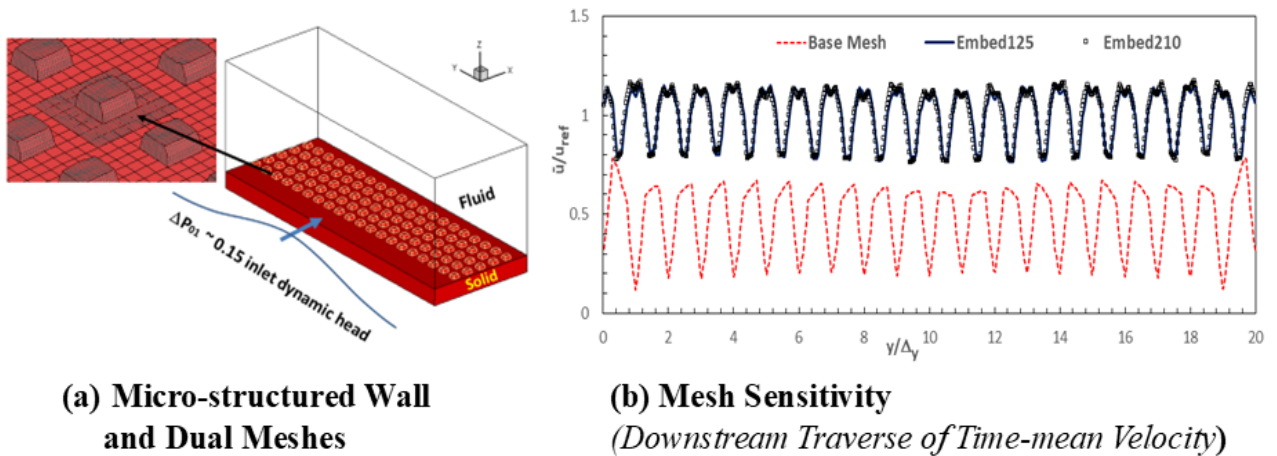 Z
Y
X
Fluid
Solid
ΔP₀₁ ~0.15 inlet dynamic head
1.5
1
0.5
0
ū/u_ref
Base Mesh Embed125 Embed210
0 2 4 6 8 10 12 14 16 18 20
y/Δ_y
(a) Micro-structured Wall
and Dual Meshes
(b) Mesh Sensitivity
(Downstream Traverse of Time-mean Velocity)